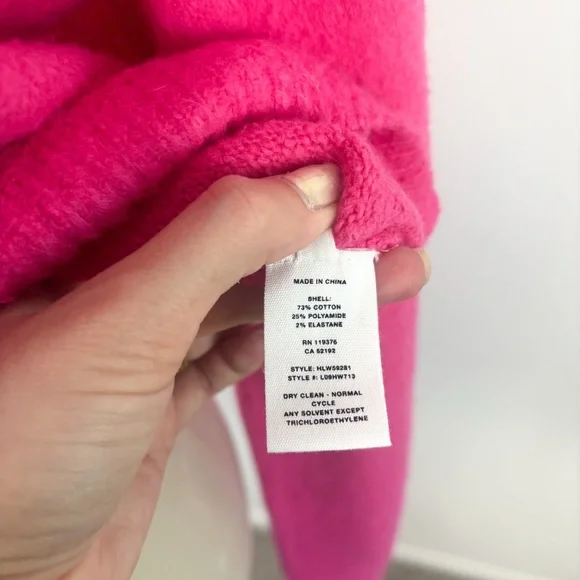 MADE IN CHINA
SHELL:
73% COTTON
25% POLYAMIDE
2% ELASTANE
RN 119376
CA 52192
STYLE: HLW59281
STYLE #: L09HW713
DRY CLEAN - NORMAL
CYCLE
ANY SOLVENT EXCEPT
TRICHLOROETHYLENE